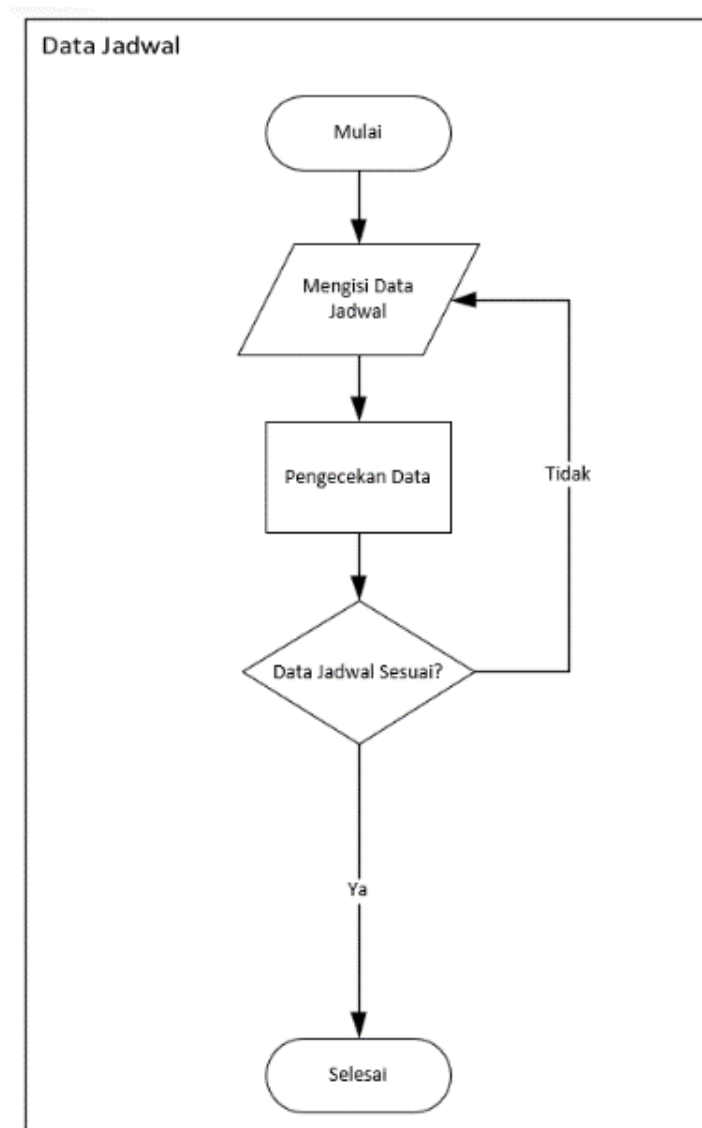 Data Jadwal
Mulai
Mengisi Data
Jadwal
Pengecekan Data
Tidak
Data Jadwal Sesuai?
Ya
Selesai